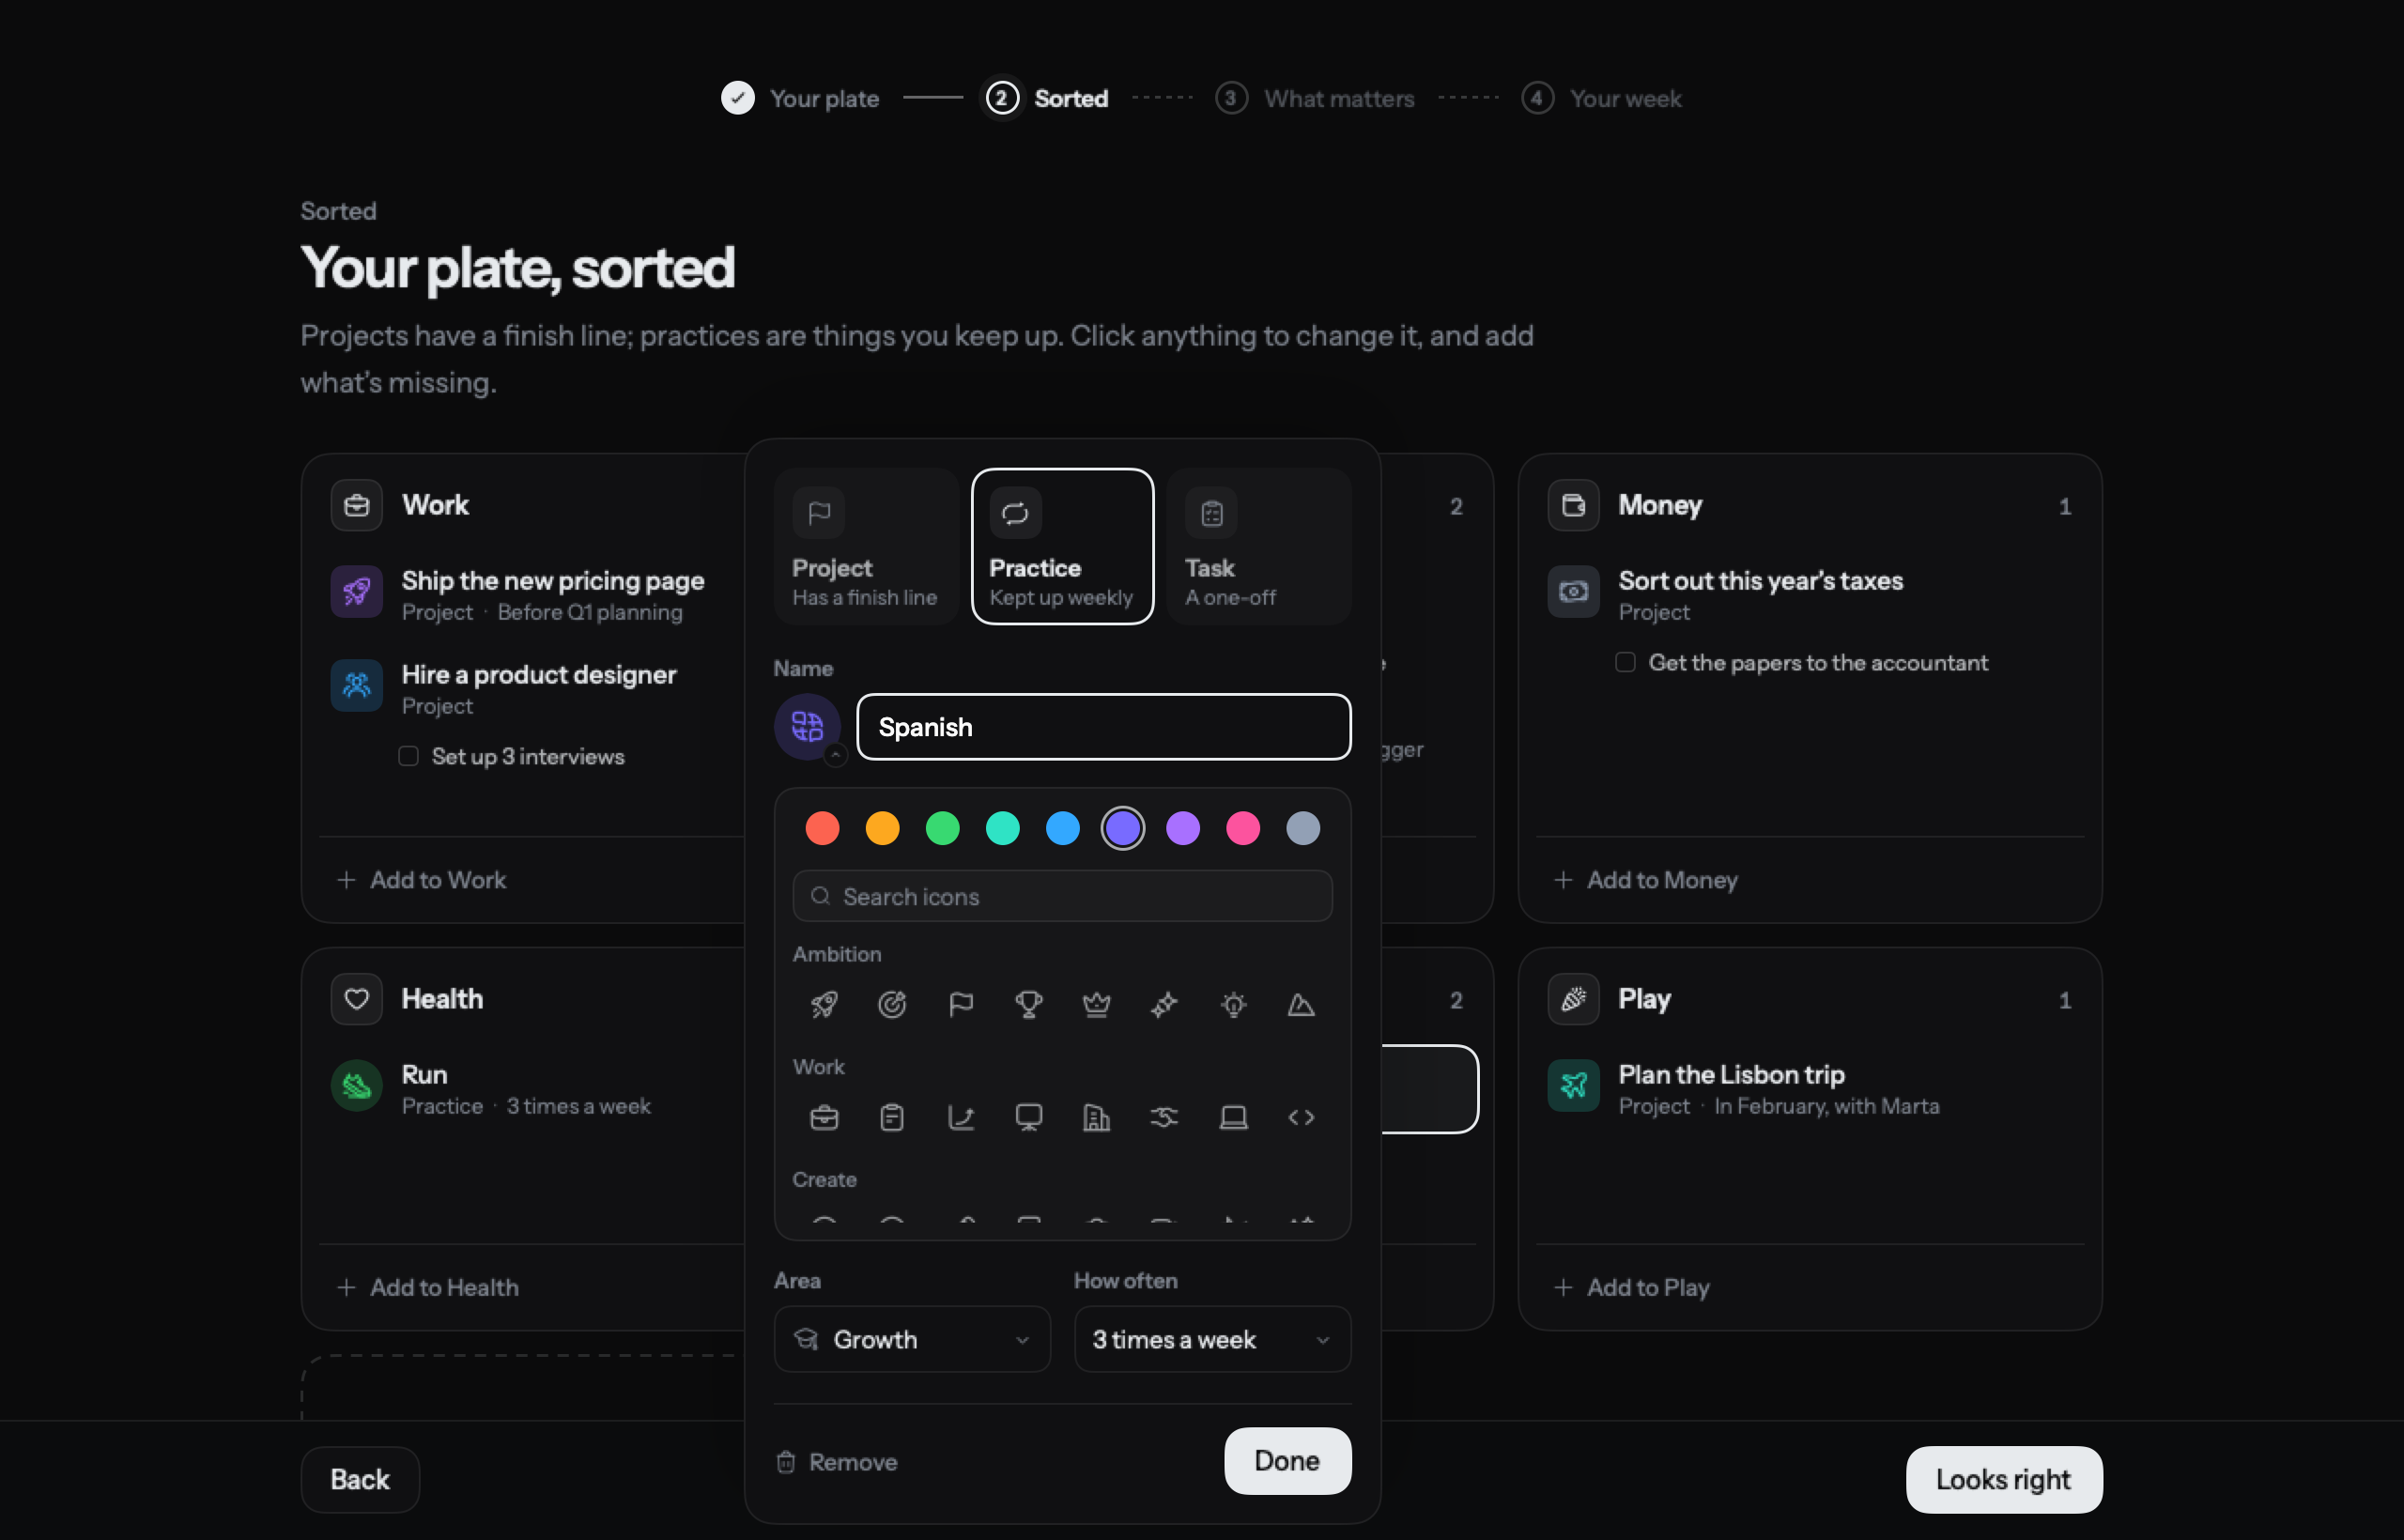 Your plate
2
Sorted
3
What matters
4
Your week
Sorted
Your plate, sorted
Projects have a finish line; practices are things you keep up. Click anything to change it, and add
what's missing.
Work
Ship the new pricing page
Project · Before Q1 planning
Hire a product designer
Project
Set up 3 interviews
Add to Work
Project
Has a finish line
Practice
Kept up weekly
Task
A one-off
Name
Spanish
Search icons
Ambition
Work
Create
Area
How often
Growth
3 times a week
Remove
Done
2
Money
1
Sort out this year's taxes
Project
Get the papers to the accountant
Add to Money
Health
Run
Practice · 3 times a week
Add to Health
2
Play
1
Plan the Lisbon trip
Project · In February, with Marta
Add to Play
Back
Looks right